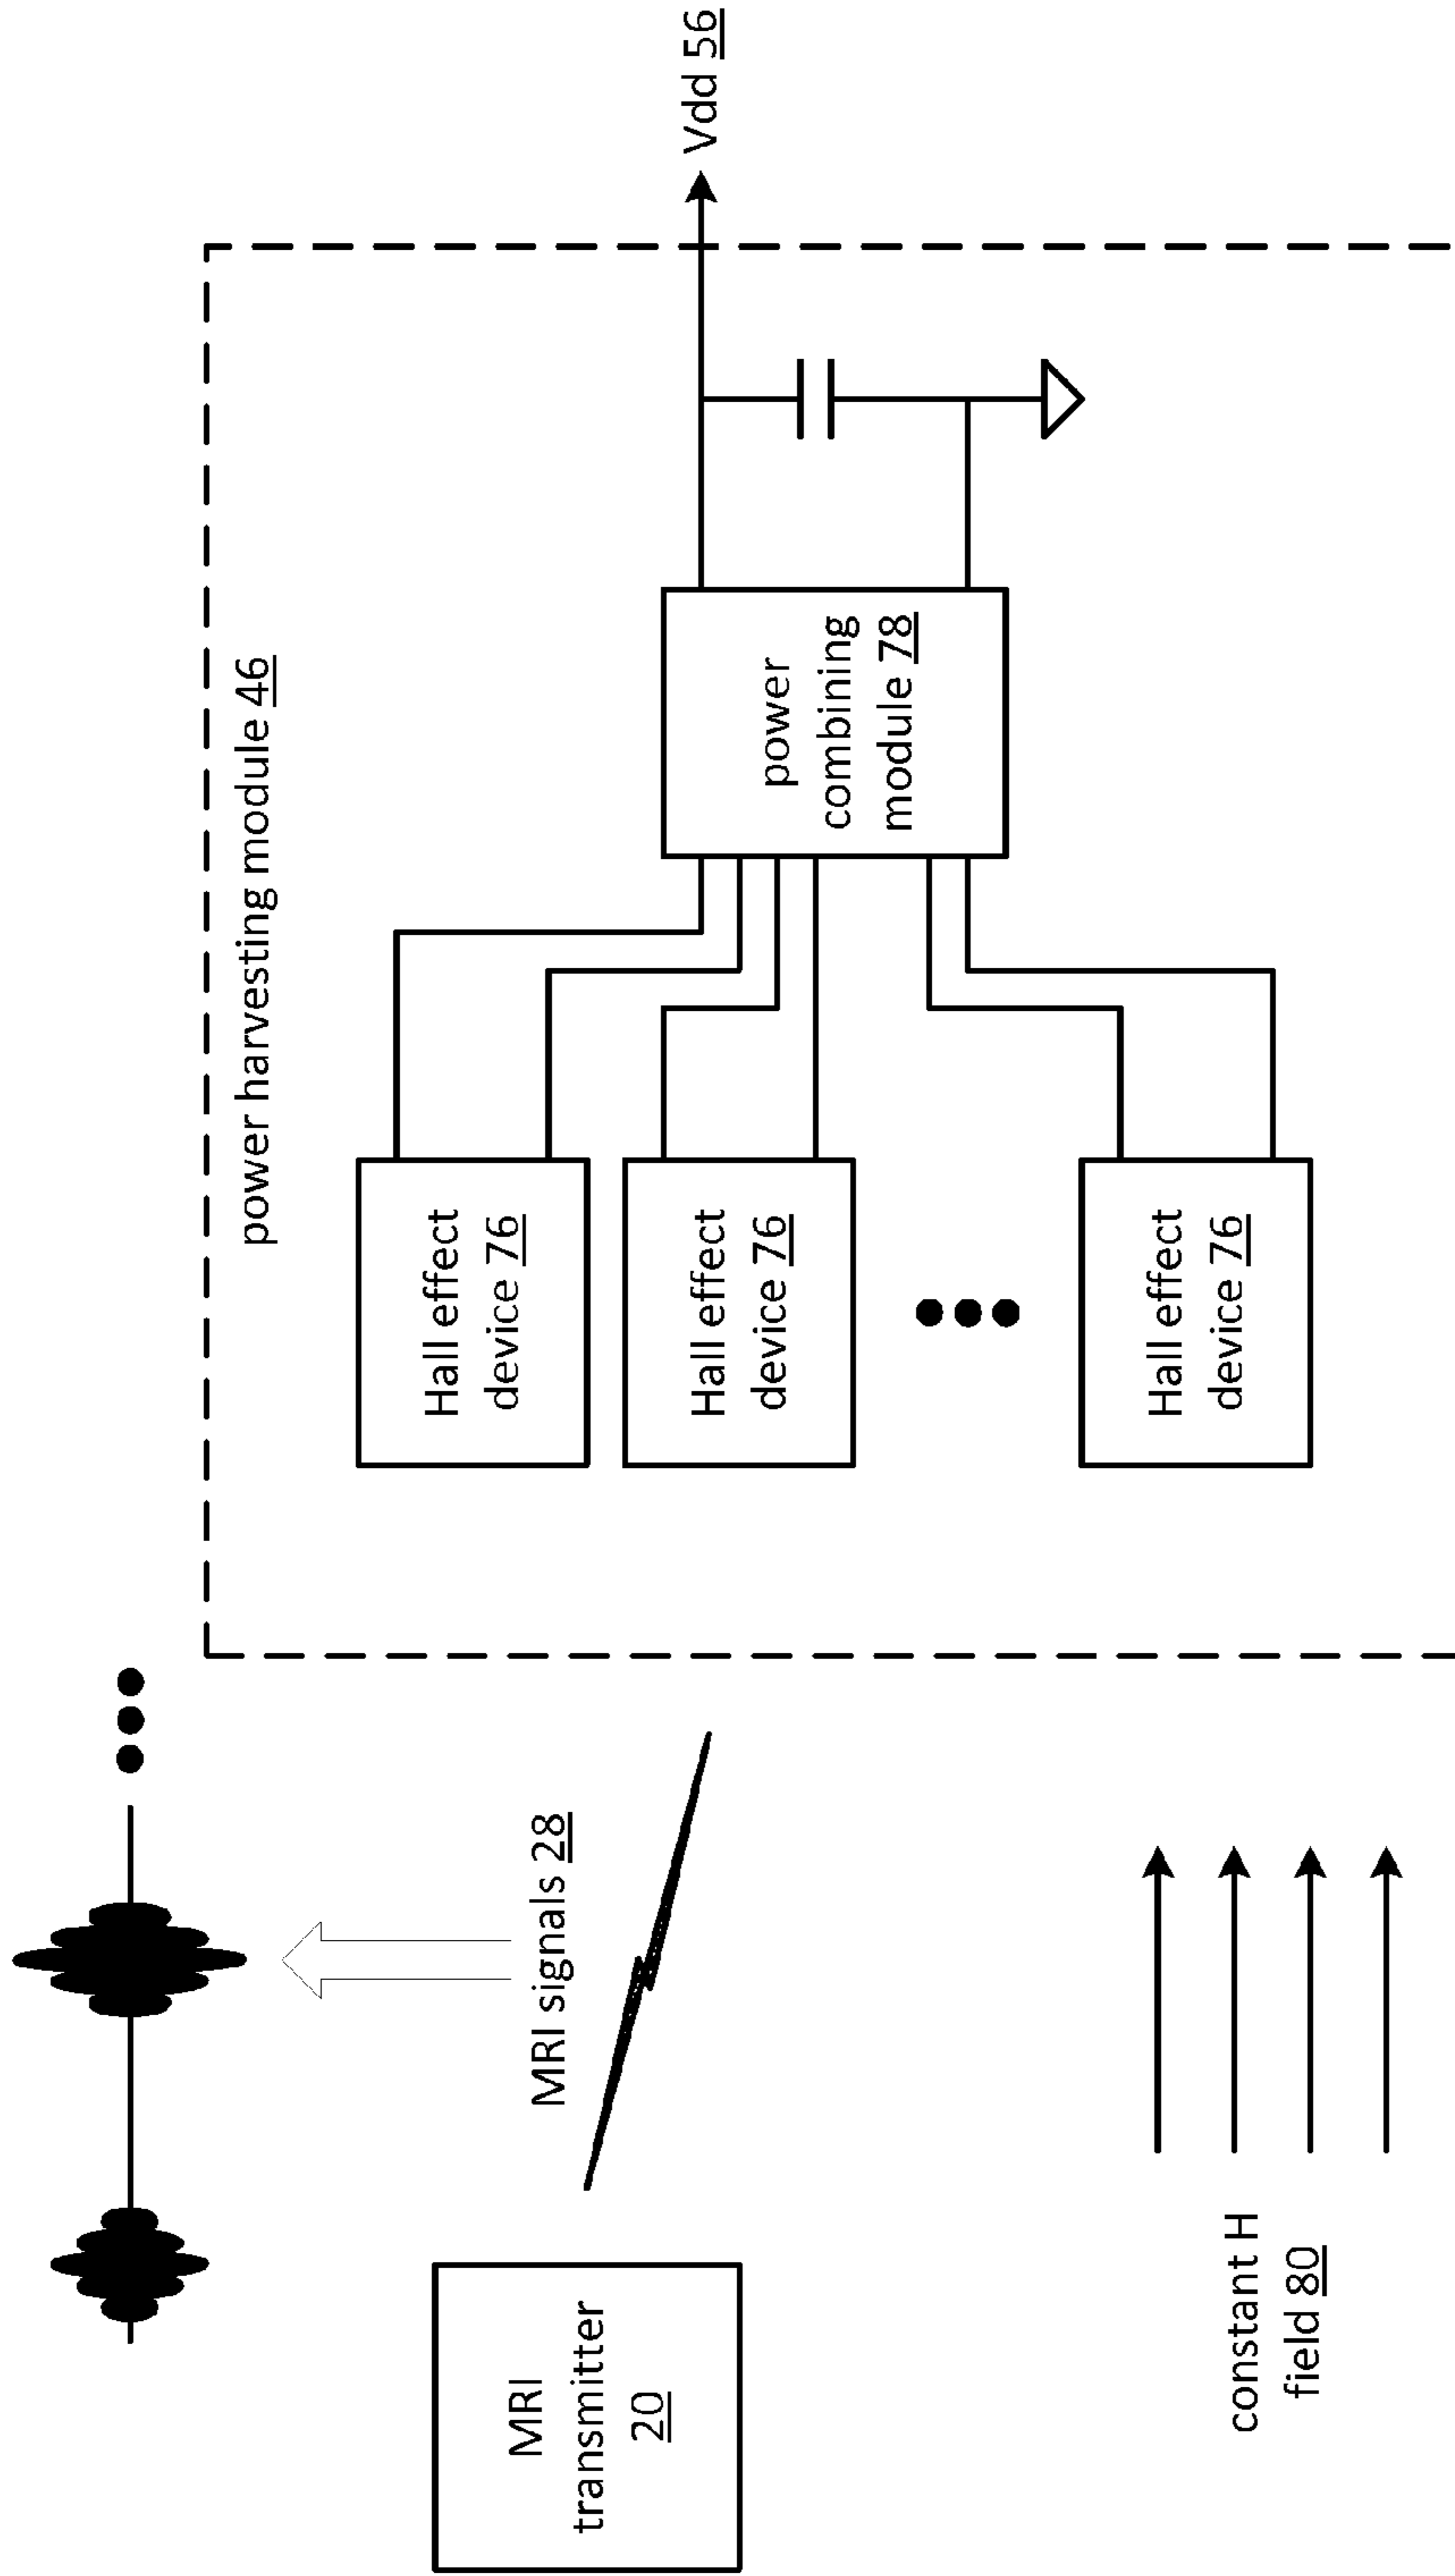 MRI
transmitter
20
MRI signals 28
constant H
field 80
power harvesting module 46
Hall effect
device 76
Hall effect
device 76
Hall effect
device 76
power
combining
module 78
Vdd 56